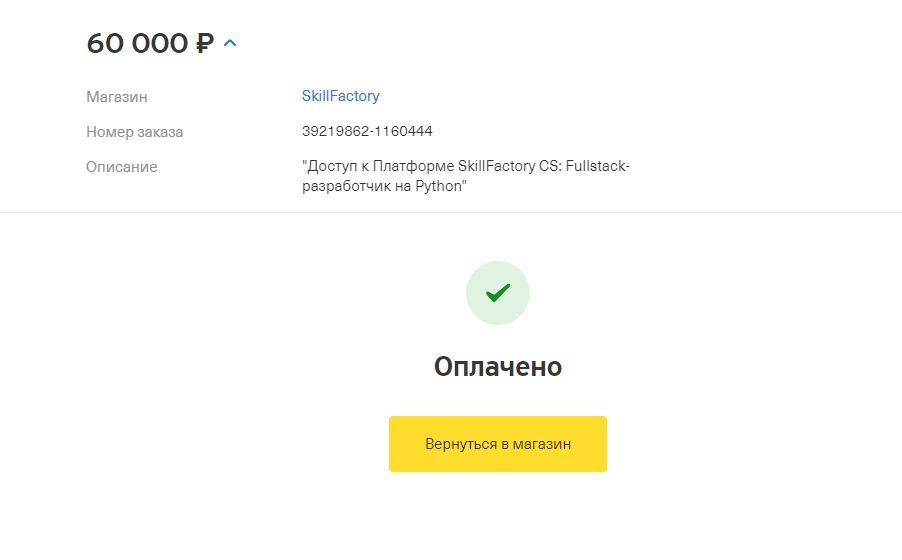 60 000 ₽
Магазин SkillFactory
Номер заказа 39219862-1160444
Описание "Доступ к Платформе SkillFactory CS: Fullstack-
разработчик на Python"
Оплачено
Вернуться в магазин